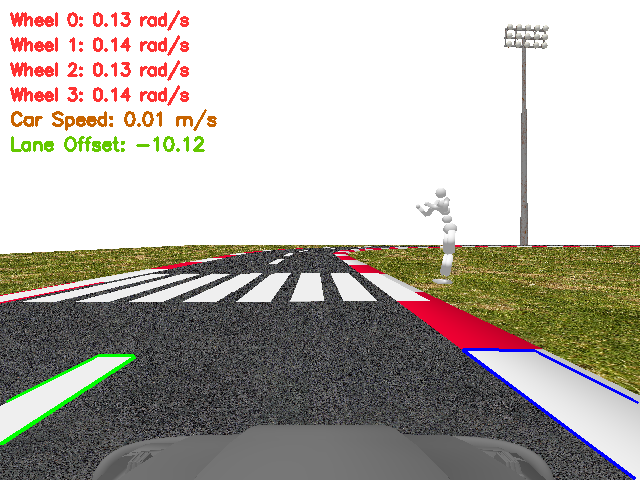 Wheel 0: 0.13 rad/s
Wheel 1: 0.14 rad/s
Wheel 2: 0.13 rad/s
Wheel 3: 0.14 rad/s
Car Speed: 0.01 m/s
Lane Offset: -10.12